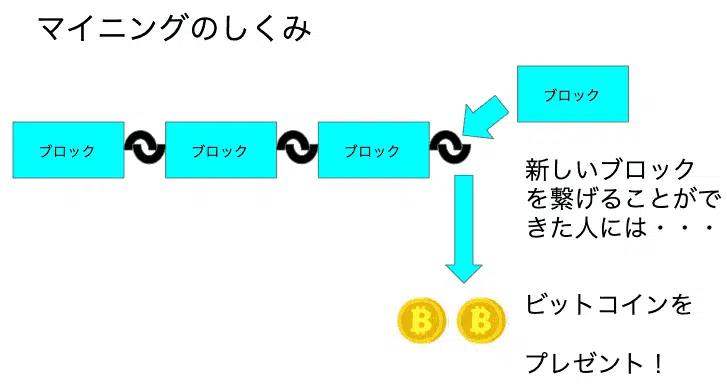 マイニングのしくみ
ブロック
ブロック
ブロック
ブロック
新しいブロック
を繋げることがで
きた人には・・・
ビットコインを
プレゼント！